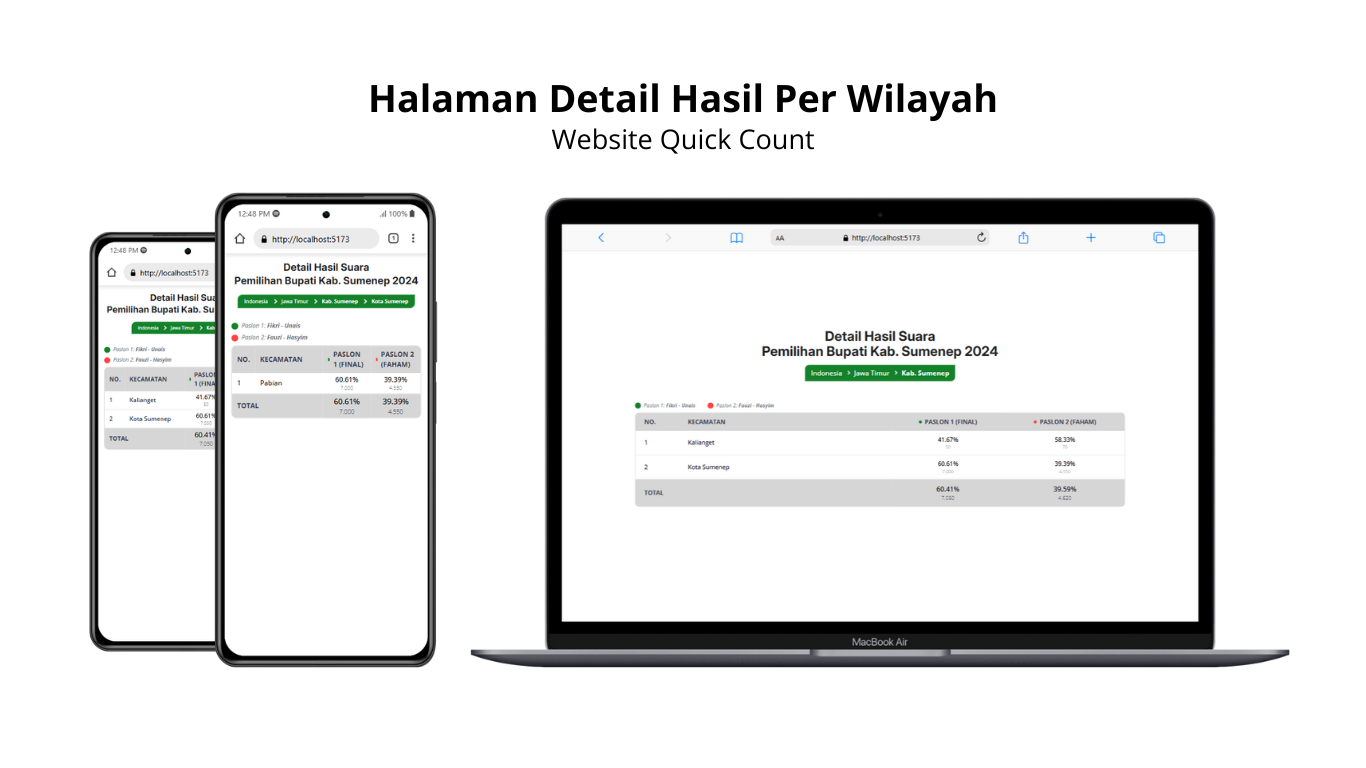 Halaman Detail Hasil Per Wilayah
Website Quick Count
12:48 PM
http://localhost:5173
Detail Hasil Sua
Pemilihan Bupati Kab. Su
Indonesia > Jawa Timur > Kab
Paslon 1: Fikri - Unais
Paslon 2: Fauzi - Hasyim
NO. KECAMATAN PASLON 1 (FINA
1 Kalianget 41.67%
50
2 Kota Sumenep 60.61%
7.000
TOTAL 60.41%
7.050
12:48 PM 100%
http://localhost:5173 1
Detail Hasil Suara
Pemilihan Bupati Kab. Sumenep 2024
Indonesia > Jawa Timur > Kab. Sumenep > Kota Sumenep
Paslon 1: Fikri - Unais
Paslon 2: Fauzi - Hasyim
NO. KECAMATAN PASLON 1 (FINAL) PASLON 2 (FAHAM)
1 Pabian 60.61% 39.39%
7.000 4.550
TOTAL 60.61% 39.39%
7.000 4.550
AA http://localhost:5173
Detail Hasil Suara
Pemilihan Bupati Kab. Sumenep 2024
Indonesia > Jawa Timur > Kab. Sumenep
Paslon 1: Fikri - Unais Paslon 2: Fauzi - Hasyim
NO. KECAMATAN PASLON 1 (FINAL) PASLON 2 (FAHAM)
1 Kalianget 41.67% 58.33%
50 70
2 Kota Sumenep 60.61% 39.39%
7.000 4.550
TOTAL 60.41% 39.59%
7.050 4.620
MacBook Air